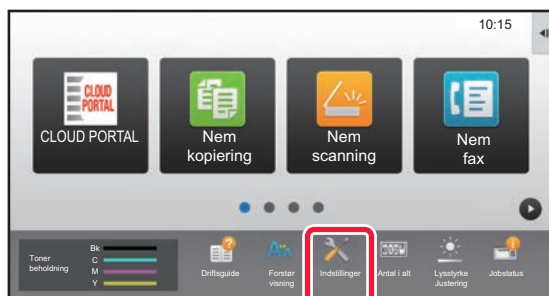 10:15
CLOUD
PORTAL
CLOUD PORTAL
Nem
kopiering
Nem
scanning
Nem
fax
Toner
beholdning
Bk
C
M
Y
Driftsguide
Forstør
visning
Indstillinger
Antal i alt
Lysstyrke
Justering
Jobstatus